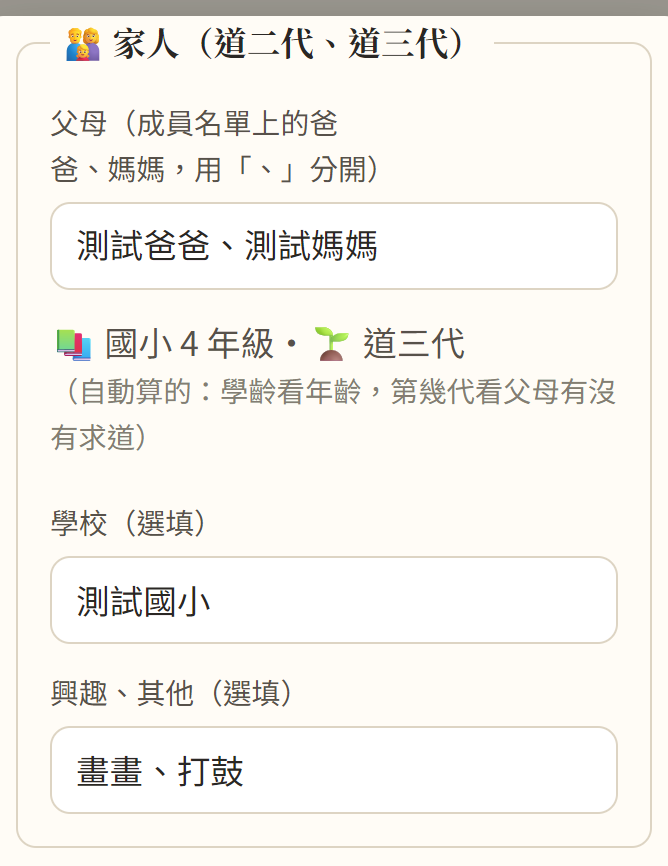 家人（道二代、道三代）
父母（成員名單上的爸
爸、媽媽，用「、」分開）
測試爸爸、測試媽媽
國小 4 年級・ 道三代
（自動算的：學齡看年齡，第幾代看父母有沒
有求道）
學校（選填）
測試國小
興趣、其他（選填）
畫畫、打鼓